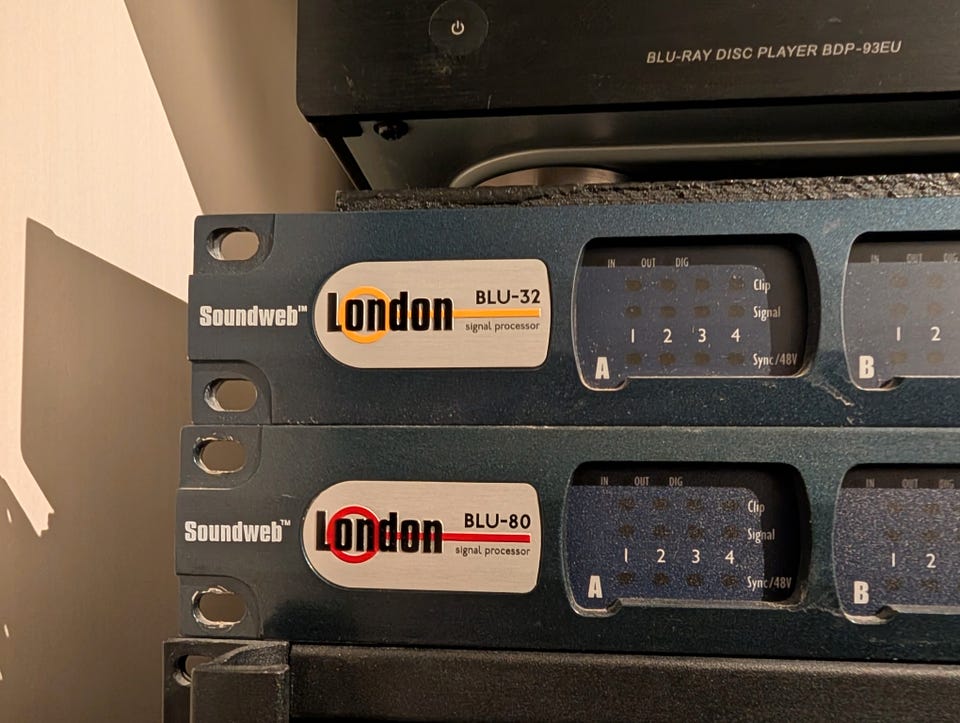 BLU-RAY DISC PLAYER BDP-93EU
Soundweb™
London
BLU-32
signal processor
IN OUT DIG
Clip
Signal
1 2 3 4
Sync/48V
A
IN OUT DIG
1 2
B
Soundweb™
London
BLU-80
signal processor
IN OUT DIG
Clip
Signal
1 2 3 4
Sync/48V
A
IN OUT DIG
1 2
B